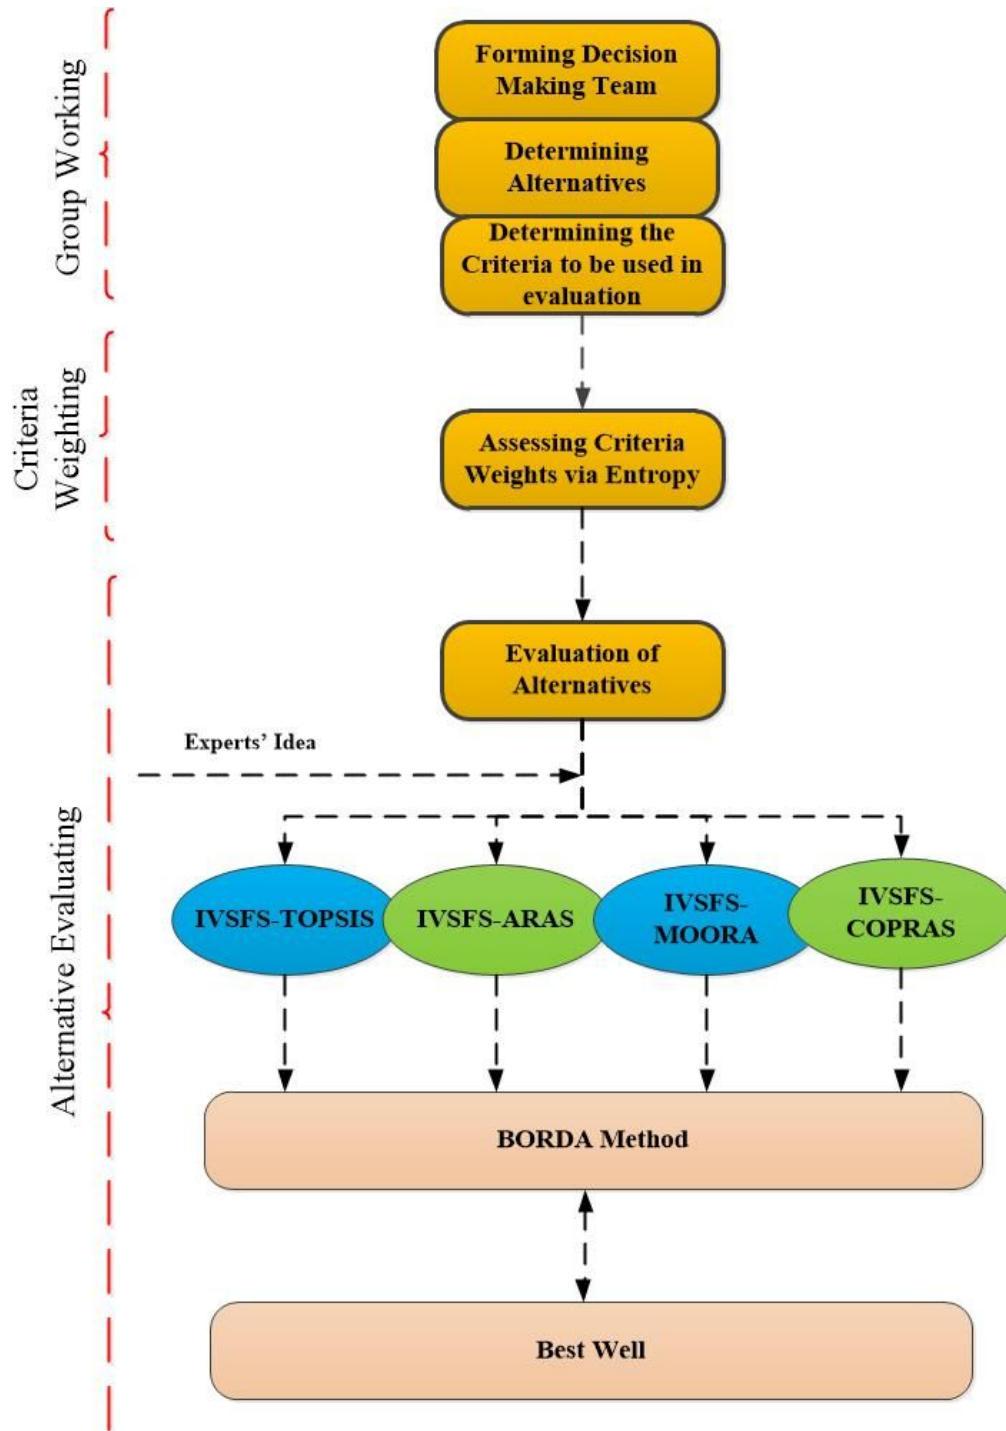 Group Working
Forming Decision
Making Team
Determining
Alternatives
Determining the
Criteria to be used in
evaluation
Criteria
Weighting
Assessing Criteria
Weights via Entropy
Alternative Evaluating
Evaluation of
Alternatives
Experts’ Idea
IVSFS-TOPSIS
IVSFS-ARAS
IVSFS-
MOORA
IVSFS-
COPRAS
BORDA Method
Best Well